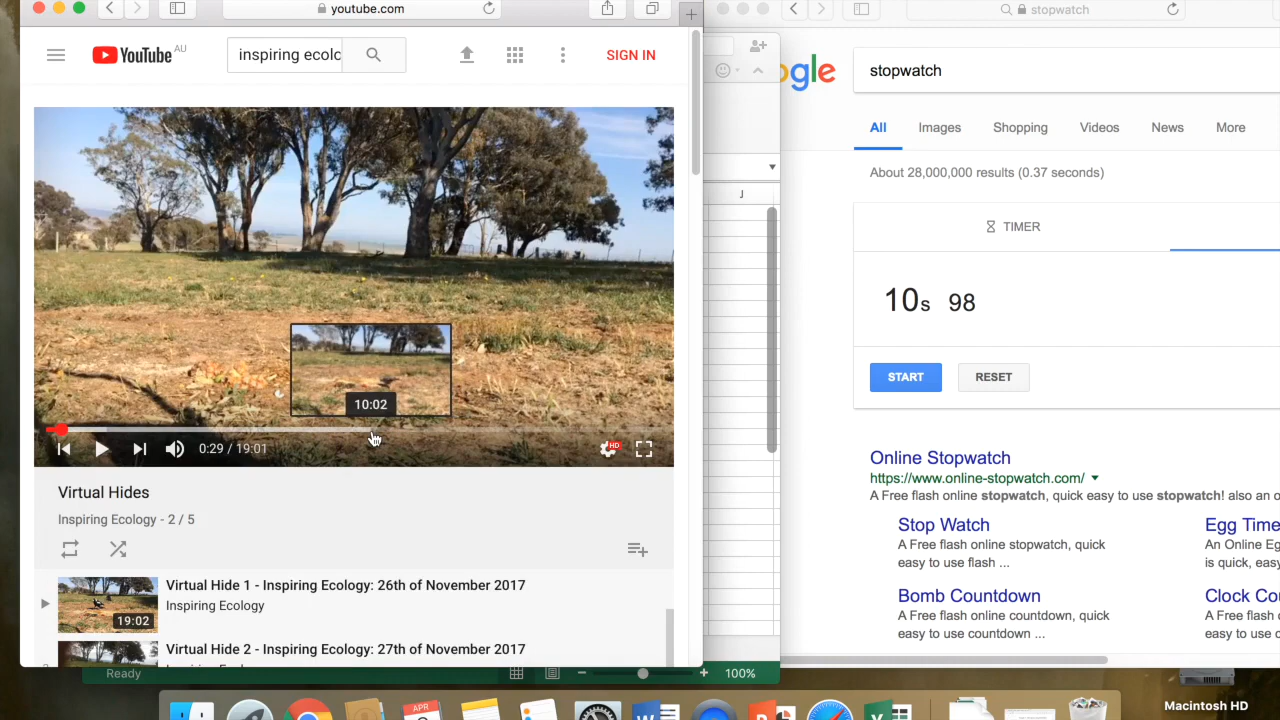 youtube.com
YouTube AU
inspiring ecolo
SIGN IN
10:02
0:29 / 19:01
HD
Virtual Hides
Inspiring Ecology - 2 / 5
Virtual Hide 1 - Inspiring Ecology: 26th of November 2017
Inspiring Ecology
19:02
Virtual Hide 2 - Inspiring Ecology: 27th of November 2017
J
Ready
100%
stopwatch
gle
stopwatch
All
Images
Shopping
Videos
News
More
About 28,000,000 results (0.37 seconds)
TIMER
10s 98
START
RESET
Online Stopwatch
https://www.online-stopwatch.com/
A Free flash online stopwatch, quick easy to use stopwatch! also an o
Stop Watch
A Free flash online stopwatch, quick
easy to use flash ...
Egg Time
An Online Eg
is quick, easy
Bomb Countdown
A Free flash online countdown, quick
easy to use countdown ...
Clock Cou
A Free flash
to use count
APR
Macintosh HD